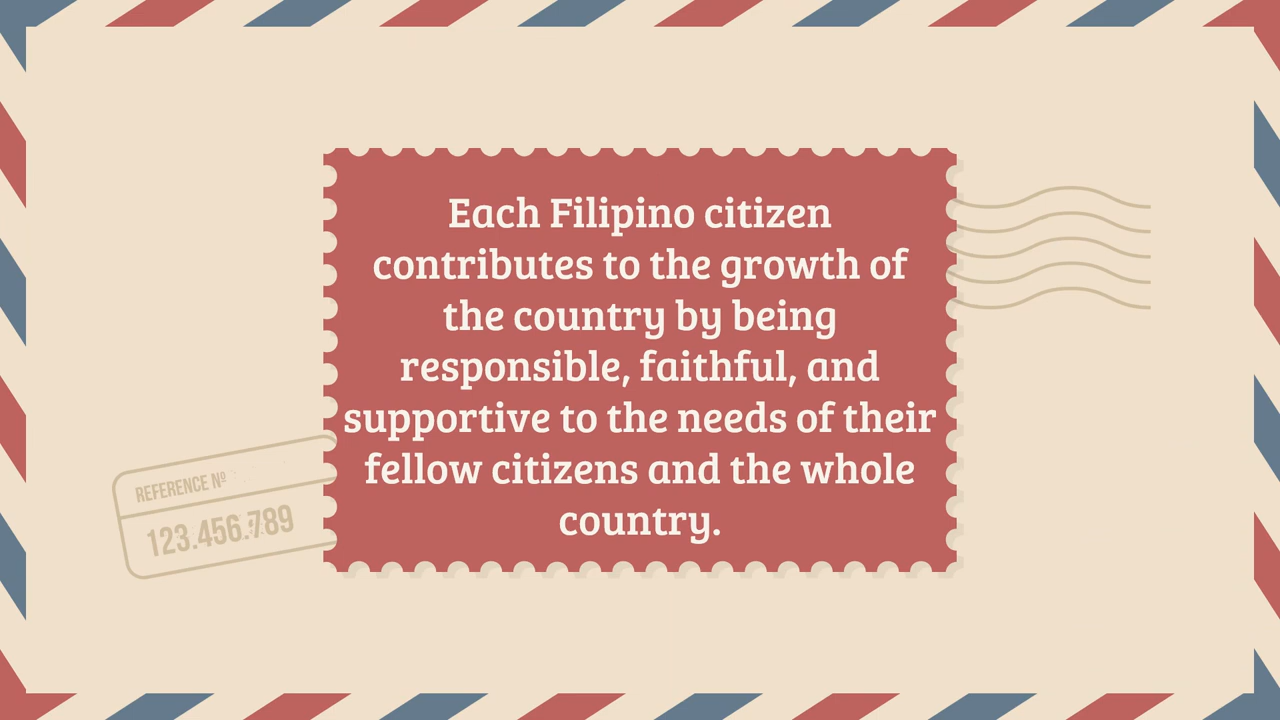 Each Filipino citizen
contributes to the growth of
the country by being
responsible, faithful, and
supportive to the needs of their
fellow citizens and the whole
country.
REFERENCE Nº
123.456.789